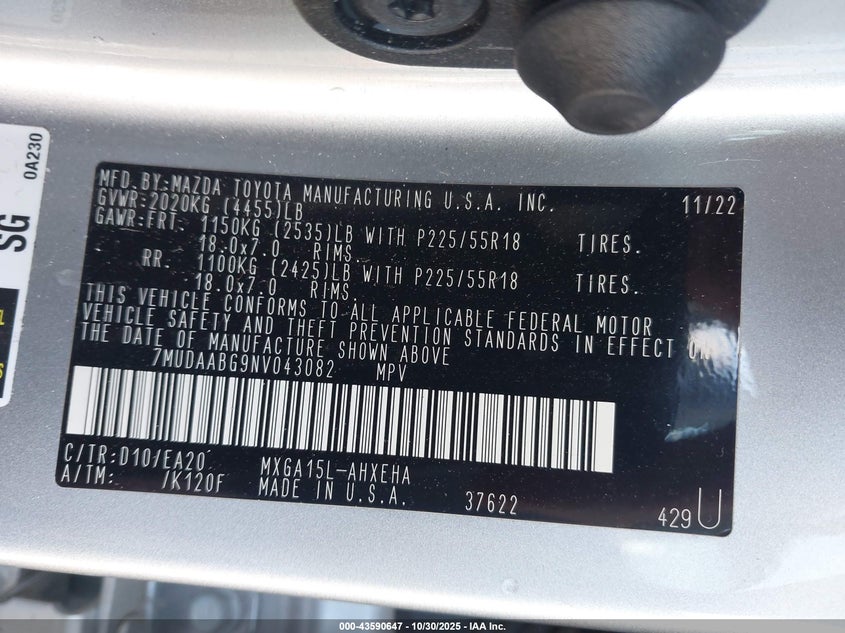 SG
0A230
MFD.BY:MAZDA TOYOTA MANUFACTURING U.S.A. INC. 11/22
GVWR:2020KG (4455)LB
GAWR:FRT. 1150KG (2535)LB WITH P225/55R18 TIRES.
18.0x7.0 RIMS.
RR. 1100KG (2425)LB WITH P225/55R18 TIRES.
18.0x7.0 RIMS.
THIS VEHICLE CONFORMS TO ALL APPLICABLE FEDERAL MOTOR
VEHICLE SAFETY AND THEFT PREVENTION STANDARDS IN EFFECT ON
THE DATE OF MANUFACTURE SHOWN ABOVE
7MUDAABG9NV043082 MPV
C/TR:D10/EA20 MXGA15L-AHXEHA
A/TM: /K120F MADE IN U.S.A. 37622
429U
000-43590647 - 10/30/2025 - IAA Inc.